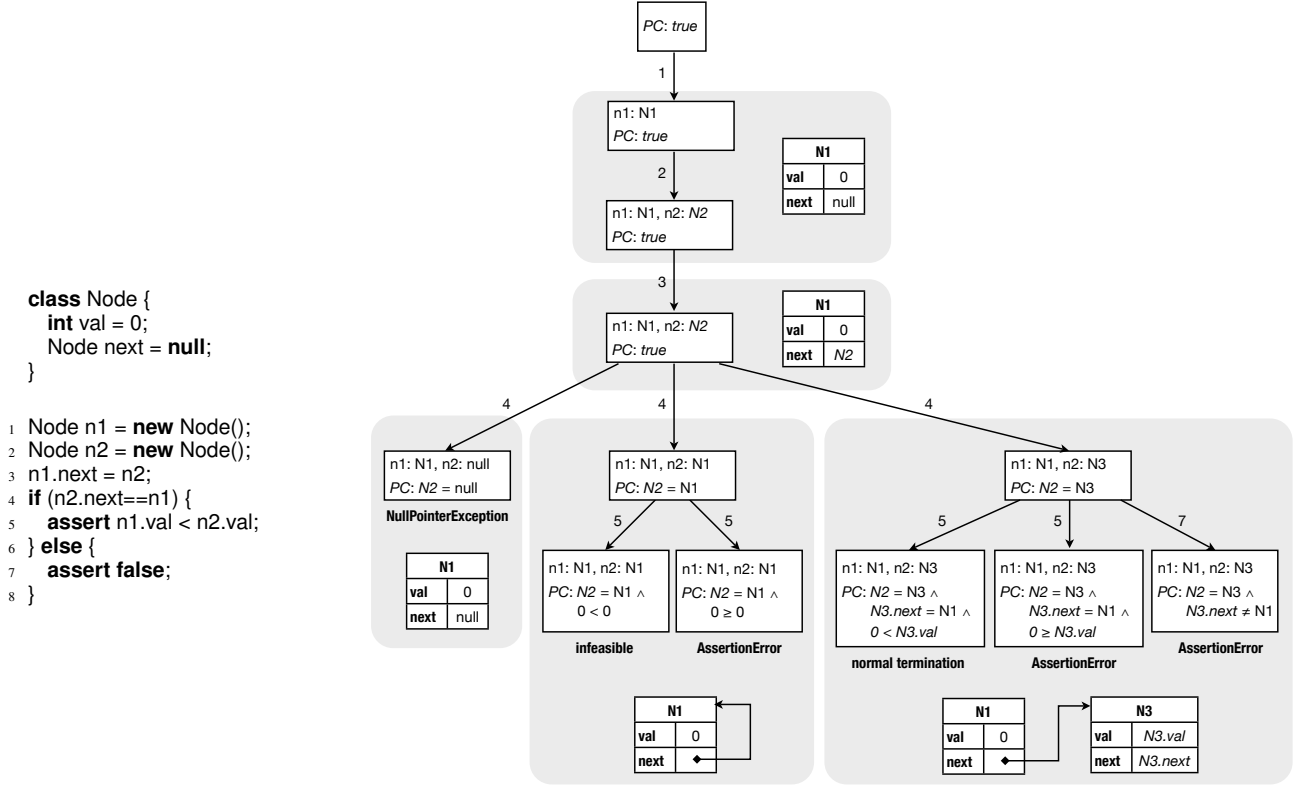 class Node {
int val = 0;
Node next = null;
}
1 Node n1 = new Node();
2 Node n2 = new Node();
3 n1.next = n2;
4 if (n2.next==n1) {
5 assert n1.val < n2.val;
6 } else {
7 assert false;
8 }
PC: true
1
n1: N1
PC: true
2
n1: N1, n2: N2
PC: true
N1
val 0
next null
3
n1: N1, n2: N2
PC: true
N1
val 0
next N2
4
4
4
n1: N1, n2: null
PC: N2 = null
NullPointerException
N1
val 0
next null
n1: N1, n2: N1
PC: N2 = N1
5
5
n1: N1, n2: N1
PC: N2 = N1 ∧
0 < 0
infeasible
n1: N1, n2: N1
PC: N2 = N1 ∧
0 ≥ 0
AssertionError
N1
val 0
next
n1: N1, n2: N3
PC: N2 = N3
5
5
7
n1: N1, n2: N3
PC: N2 = N3 ∧
N3.next = N1 ∧
0 < N3.val
normal termination
n1: N1, n2: N3
PC: N2 = N3 ∧
N3.next = N1 ∧
0 ≥ N3.val
AssertionError
n1: N1, n2: N3
PC: N2 = N3 ∧
N3.next ≠ N1
AssertionError
N1
val 0
next
N3
val N3.val
next N3.next